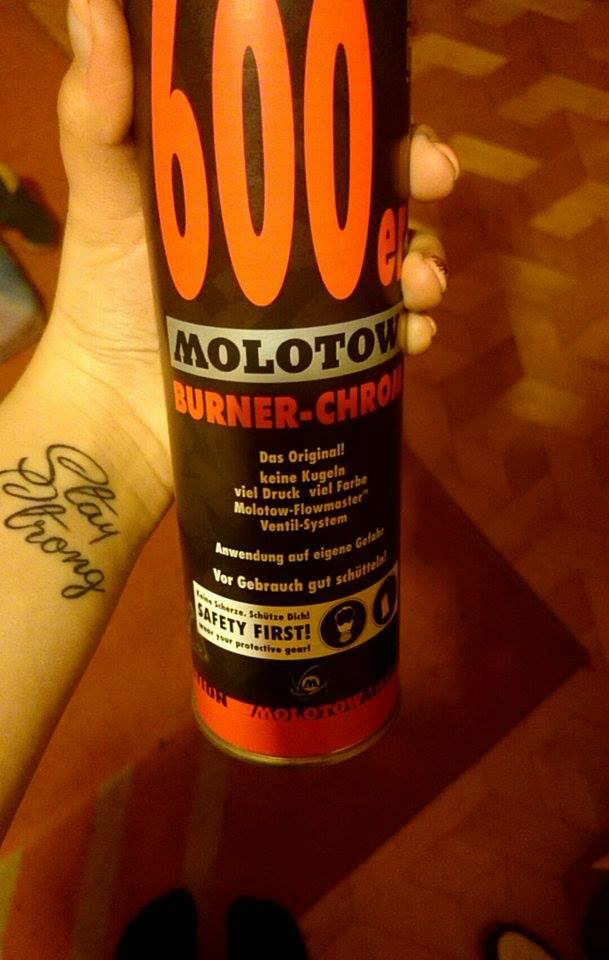 600er
MOLOTOW
BURNER-CHROM
Das Original!
keine Kugeln
viel Druck viel Farbe
Molotow-Flowmaster™
Ventil-System
Anwendung auf eigene Gefahr
Vor Gebrauch gut schütteln!
Keine Scherze. Schütze Dich!
SAFETY FIRST!
wear your protective gear!
MOLOTOW
Stay
Strong